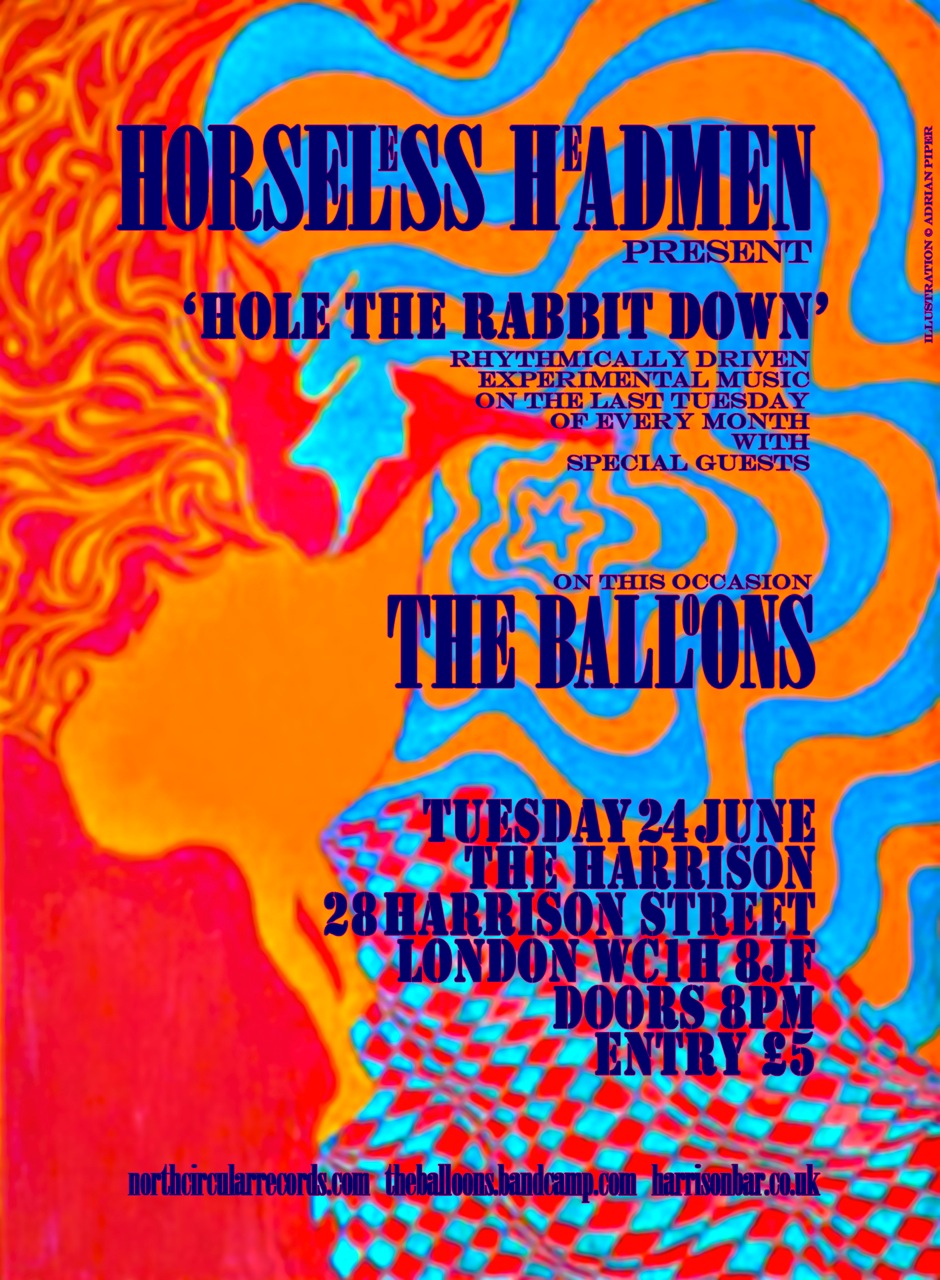 HORSELESS HEADMEN
PRESENT
‘HOLE THE RABBIT DOWN’
RHYTHMICALLY DRIVEN
EXPERIMENTAL MUSIC
ON THE LAST TUESDAY
OF EVERY MONTH
WITH
SPECIAL GUESTS
ON THIS OCCASION
THE BALLOONS
TUESDAY 24 JUNE
THE HARRISON
28 HARRISON STREET
LONDON WC1H 8JF
DOORS 8PM
ENTRY £5
northcircularrecords.com theballoons.bandcamp.com harrisonbar.co.uk
ILLUSTRATION © ADRIAN PIPER